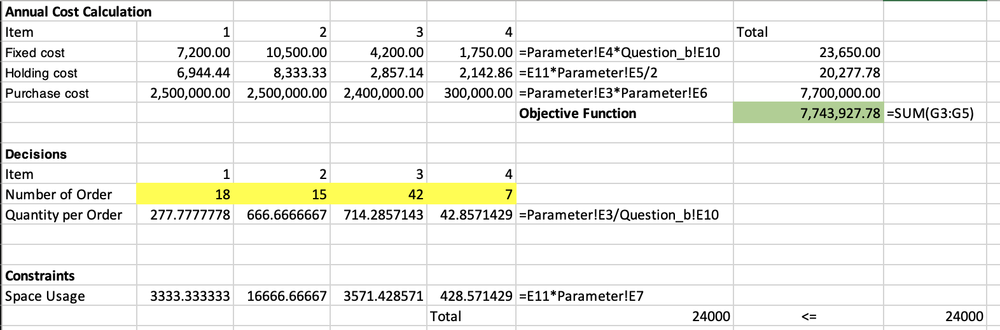 Annual Cost Calculation
Item 1 2 3 4 Total
Fixed cost 7,200.00 10,500.00 4,200.00 1,750.00 =Parameter!E4*Question_b!E10 23,650.00
Holding cost 6,944.44 8,333.33 2,857.14 2,142.86 =E11*Parameter!E5/2 20,277.78
Purchase cost 2,500,000.00 2,500,000.00 2,400,000.00 300,000.00 =Parameter!E3*Parameter!E6 7,700,000.00
Objective Function 7,743,927.78 =SUM(G3:G5)
Decisions
Item 1 2 3 4
Number of Order 18 15 42 7
Quantity per Order 277.7777778 666.6666667 714.2857143 42.8571429 =Parameter!E3/Question_b!E10
Constraints
Space Usage 3333.333333 16666.66667 3571.428571 428.571429 =E11*Parameter!E7
Total 24000 <= 24000